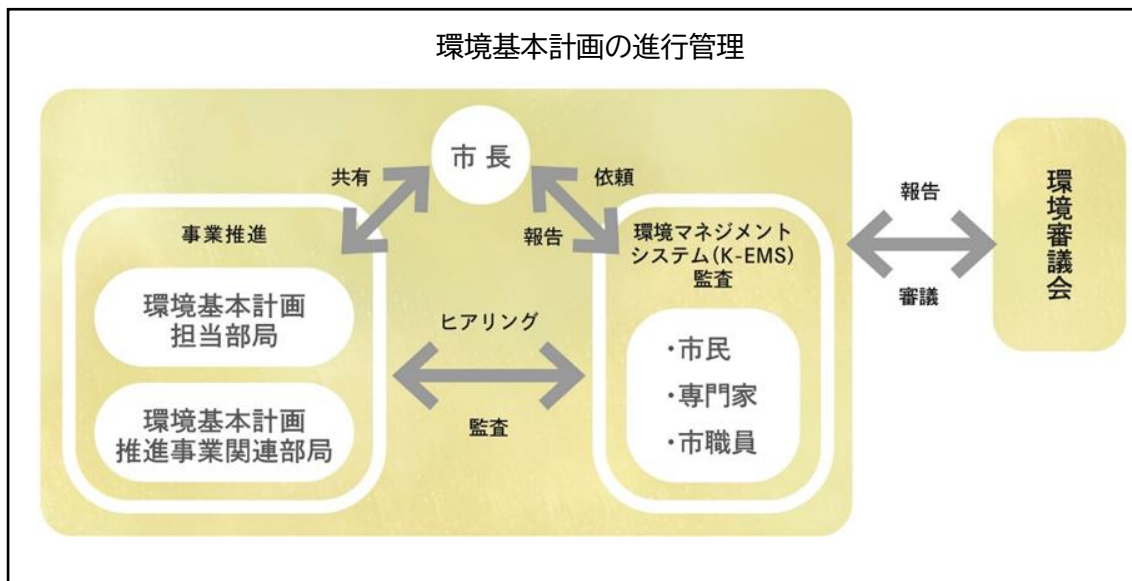 環境基本計画の進行管理
市長
共有
依頼
報告
事業推進
環境基本計画
担当部局
環境基本計画
推進事業関連部局
ヒアリング
監査
環境マネジメント
システム(K-EMS)
監査
・市民
・専門家
・市職員
報告
審議
環境審議会